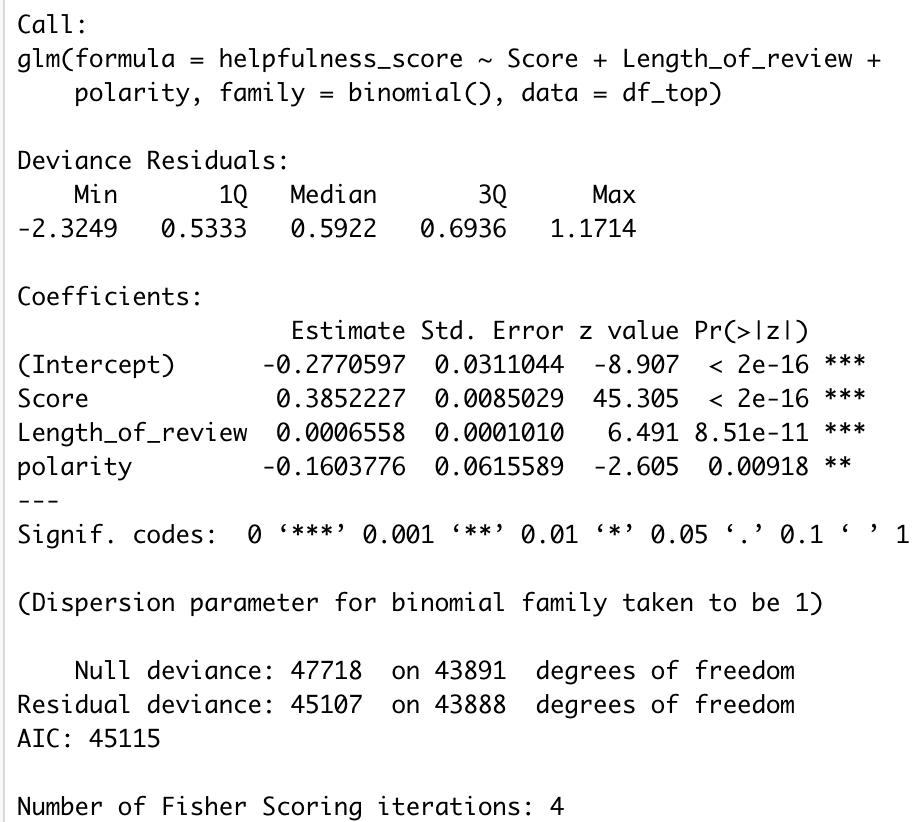 Call:
glm(formula = helpfulness_score ~ Score + Length_of_review +
    polarity, family = binomial(), data = df_top)

Deviance Residuals:
    Min      1Q   Median      3Q     Max
-2.3249  0.5333  0.5922  0.6936  1.1714

Coefficients:
                   Estimate Std. Error z value Pr(>|z|)
(Intercept)      -0.2770597  0.0311044  -8.907  < 2e-16 ***
Score             0.3852227  0.0085029  45.305  < 2e-16 ***
Length_of_review  0.0006558  0.0001010   6.491 8.51e-11 ***
polarity         -0.1603776  0.0615589  -2.605  0.00918 **
---
Signif. codes:  0 ‘***’ 0.001 ‘**’ 0.01 ‘*’ 0.05 ‘.’ 0.1 ‘ ’ 1

(Dispersion parameter for binomial family taken to be 1)

    Null deviance: 47718  on 43891  degrees of freedom
Residual deviance: 45107  on 43888  degrees of freedom
AIC: 45115

Number of Fisher Scoring iterations: 4